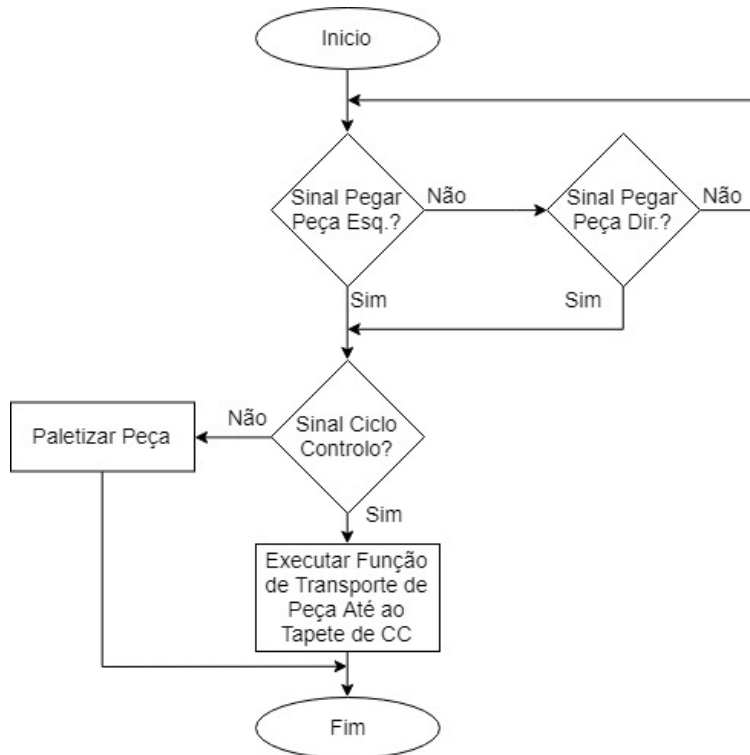 Inicio
Sinal Pegar
Peça Esq.?
Não
Sinal Pegar
Peça Dir.?
Não
Sim
Sim
Paletizar Peça
Não
Sinal Ciclo
Controlo?
Sim
Executar Função
de Transporte de
Peça Até ao
Tapete de CC
Fim